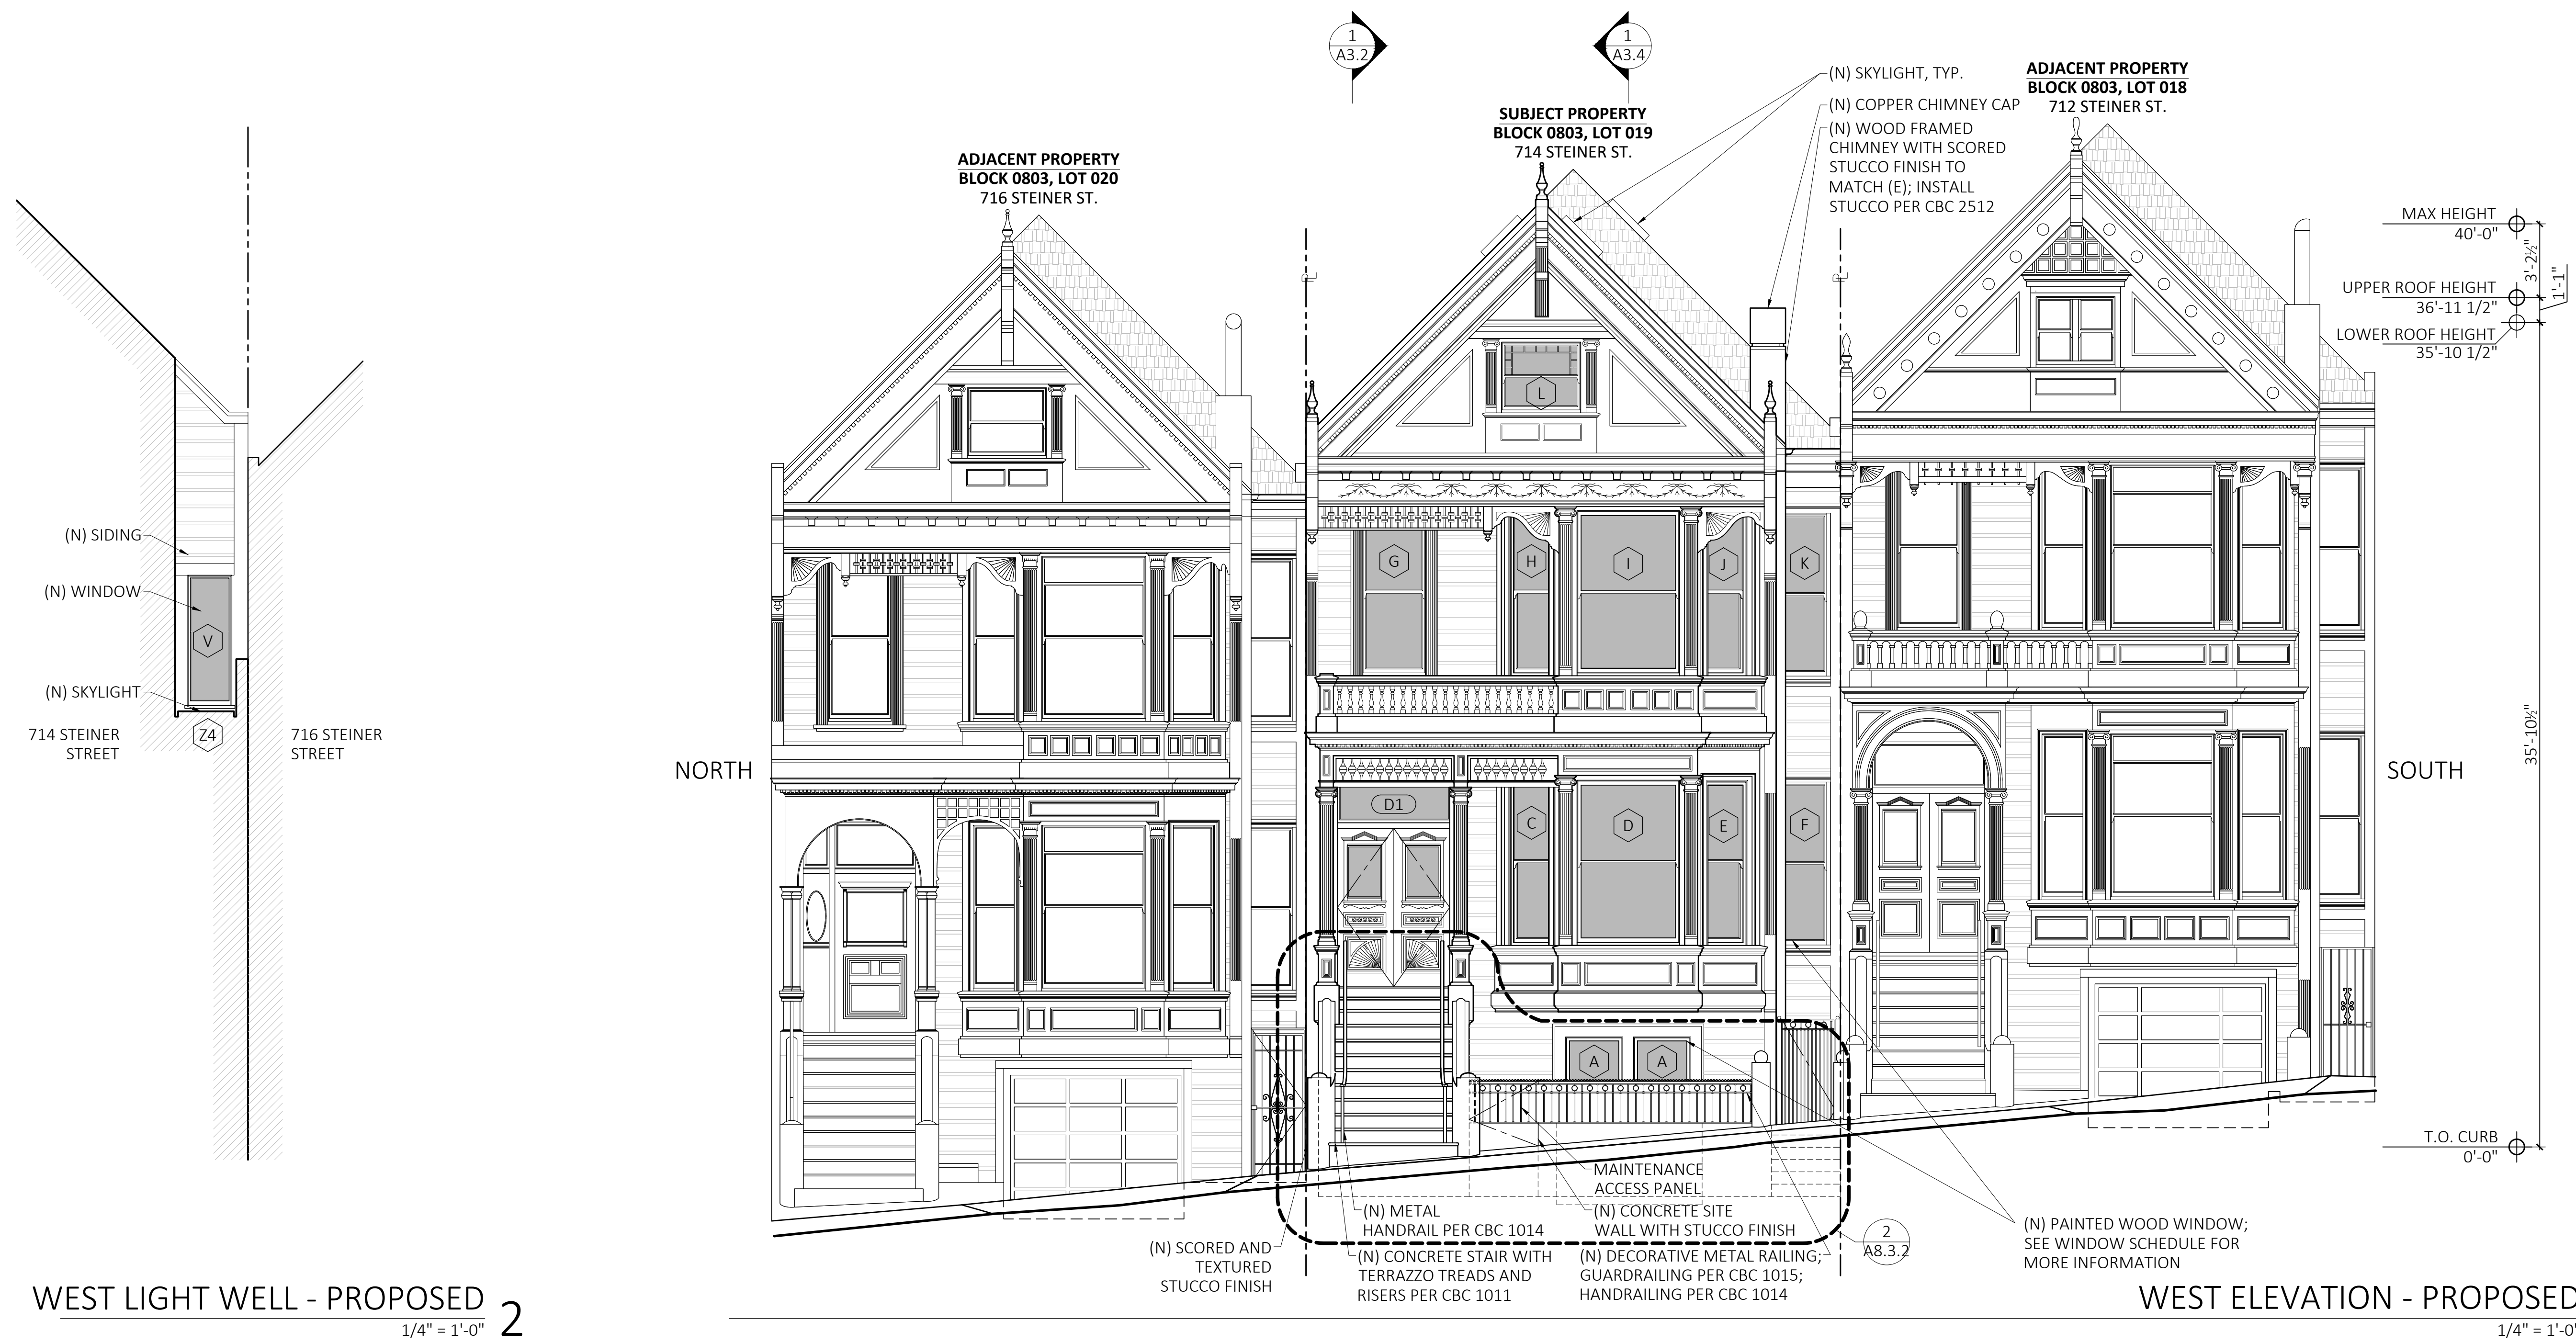 1
A3.2
1
A3.4
(N) SKYLIGHT, TYP.
(N) COPPER CHIMNEY CAP
(N) WOOD FRAMED
CHIMNEY WITH SCORED
STUCCO FINISH TO
MATCH (E); INSTALL
STUCCO PER CBC 2512
ADJACENT PROPERTY
BLOCK 0803, LOT 018
712 STEINER ST.
SUBJECT PROPERTY
BLOCK 0803, LOT 019
714 STEINER ST.
ADJACENT PROPERTY
BLOCK 0803, LOT 020
716 STEINER ST.
MAX HEIGHT
40'-0"
3'-2½"
1'-1"
UPPER ROOF HEIGHT
36'-11 1/2"
LOWER ROOF HEIGHT
35'-10 1/2"
35'-10½"
T.O. CURB
0'-0"
(N) SIDING
(N) WINDOW
V
(N) SKYLIGHT
714 STEINER
STREET
Z4
716 STEINER
STREET
NORTH
SOUTH
L
G
H
I
J
K
D1
C
D
E
F
A
A
MAINTENANCE
ACCESS PANEL
(N) METAL
HANDRAIL PER CBC 1014
(N) CONCRETE SITE
WALL WITH STUCCO FINISH
(N) SCORED AND
TEXTURED
STUCCO FINISH
(N) CONCRETE STAIR WITH
TERRAZZO TREADS AND
RISERS PER CBC 1011
(N) DECORATIVE METAL RAILING;
GUARDRAILING PER CBC 1015;
HANDRAILING PER CBC 1014
2
A8.3.2
(N) PAINTED WOOD WINDOW;
SEE WINDOW SCHEDULE FOR
MORE INFORMATION
WEST LIGHT WELL - PROPOSED
1/4" = 1'-0"
2
WEST ELEVATION - PROPOSED
1/4" = 1'-0"